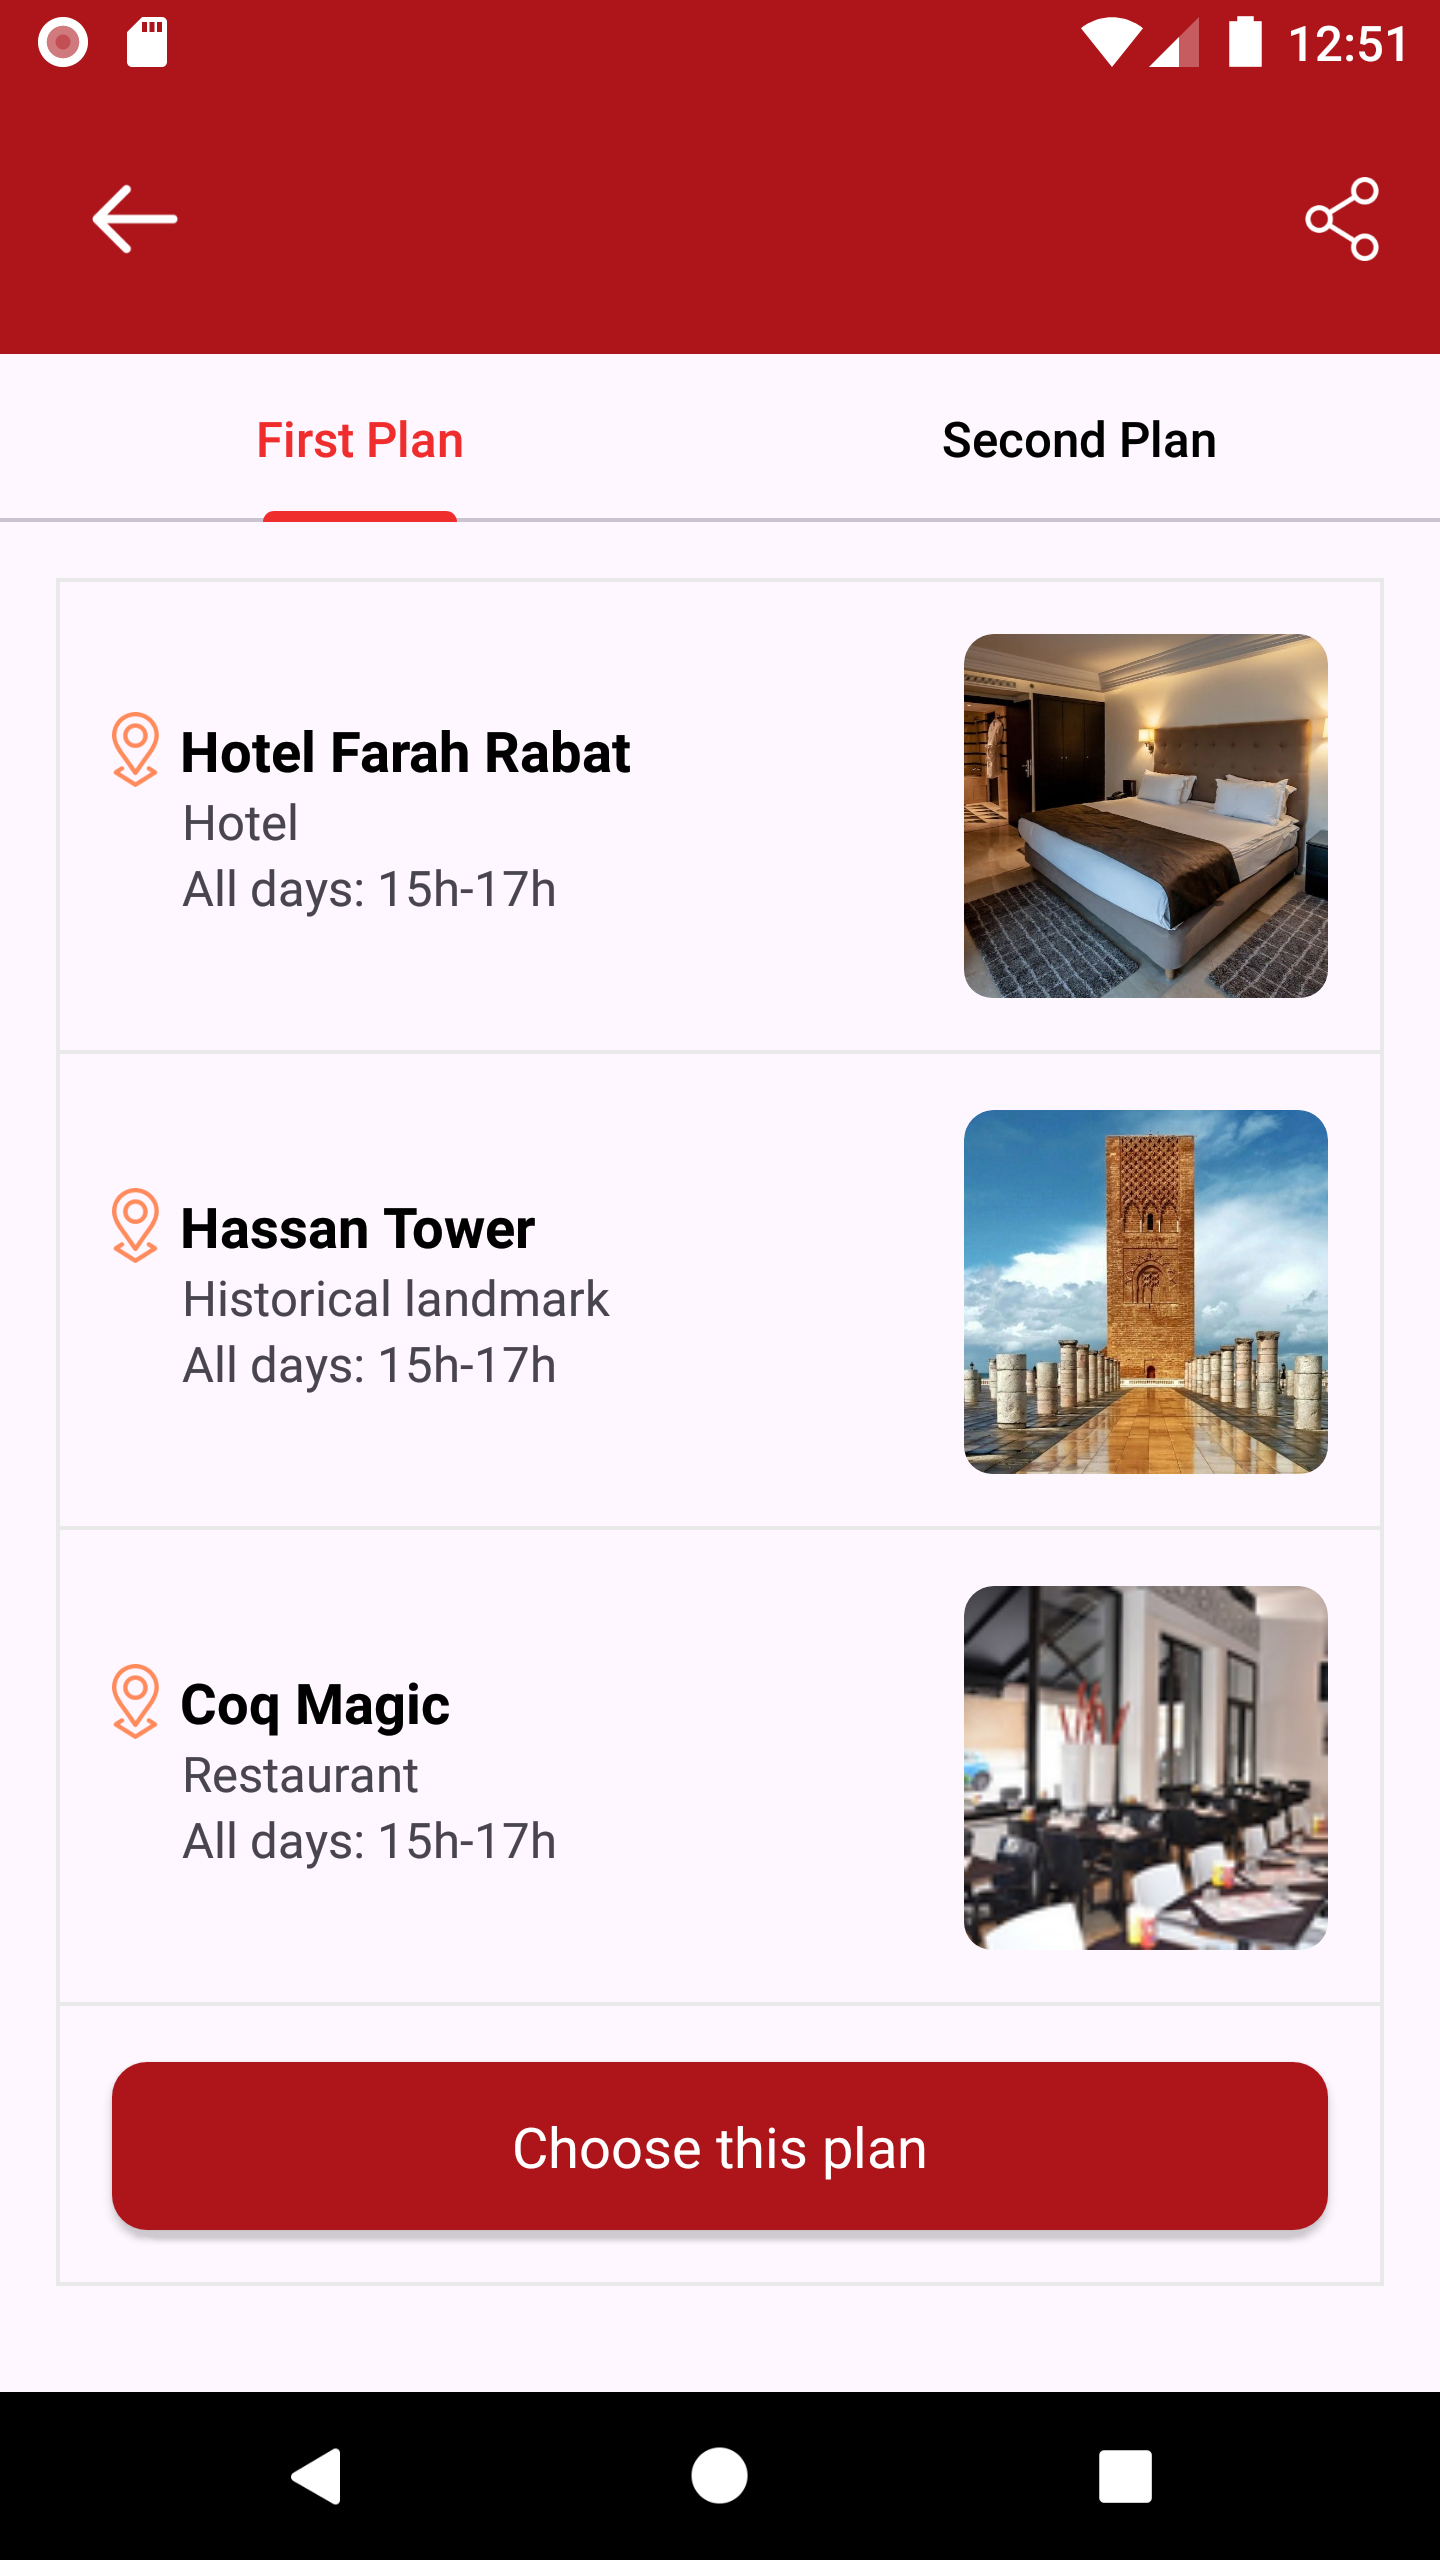 12:51
First Plan
Second Plan
Hotel Farah Rabat
Hotel
All days: 15h-17h
Hassan Tower
Historical landmark
All days: 15h-17h
Coq Magic
Restaurant
All days: 15h-17h
Choose this plan